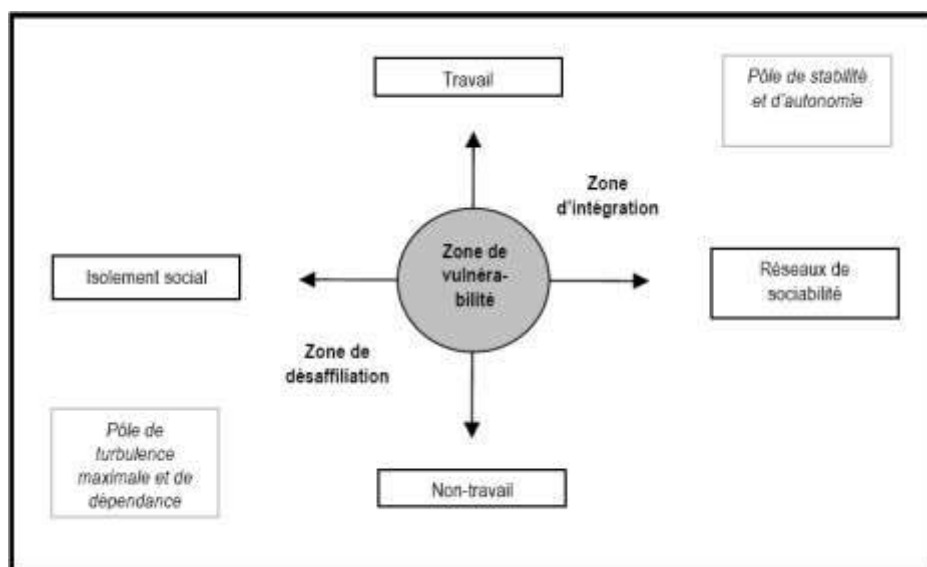 Travail
Pôle de stabilité
et d'autonomie
Zone
d'intégration
Zone de
vulnéra-
bilité
Isolement social
Réseaux de
sociabilité
Zone de
désaffiliation
Pôle de
turbulence
maximale et de
dépendance
Non-travail